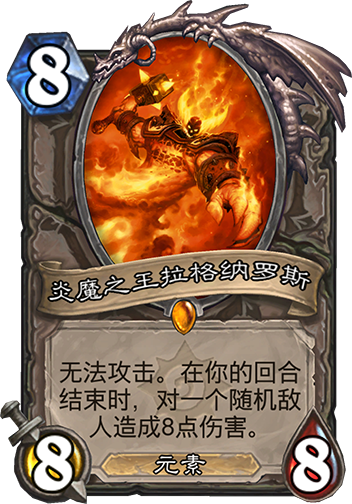 8
炎魔之王拉格纳罗斯
无法攻击。在你的回合
结束时，对一个随机敌
人造成8点伤害。
8
元素
8